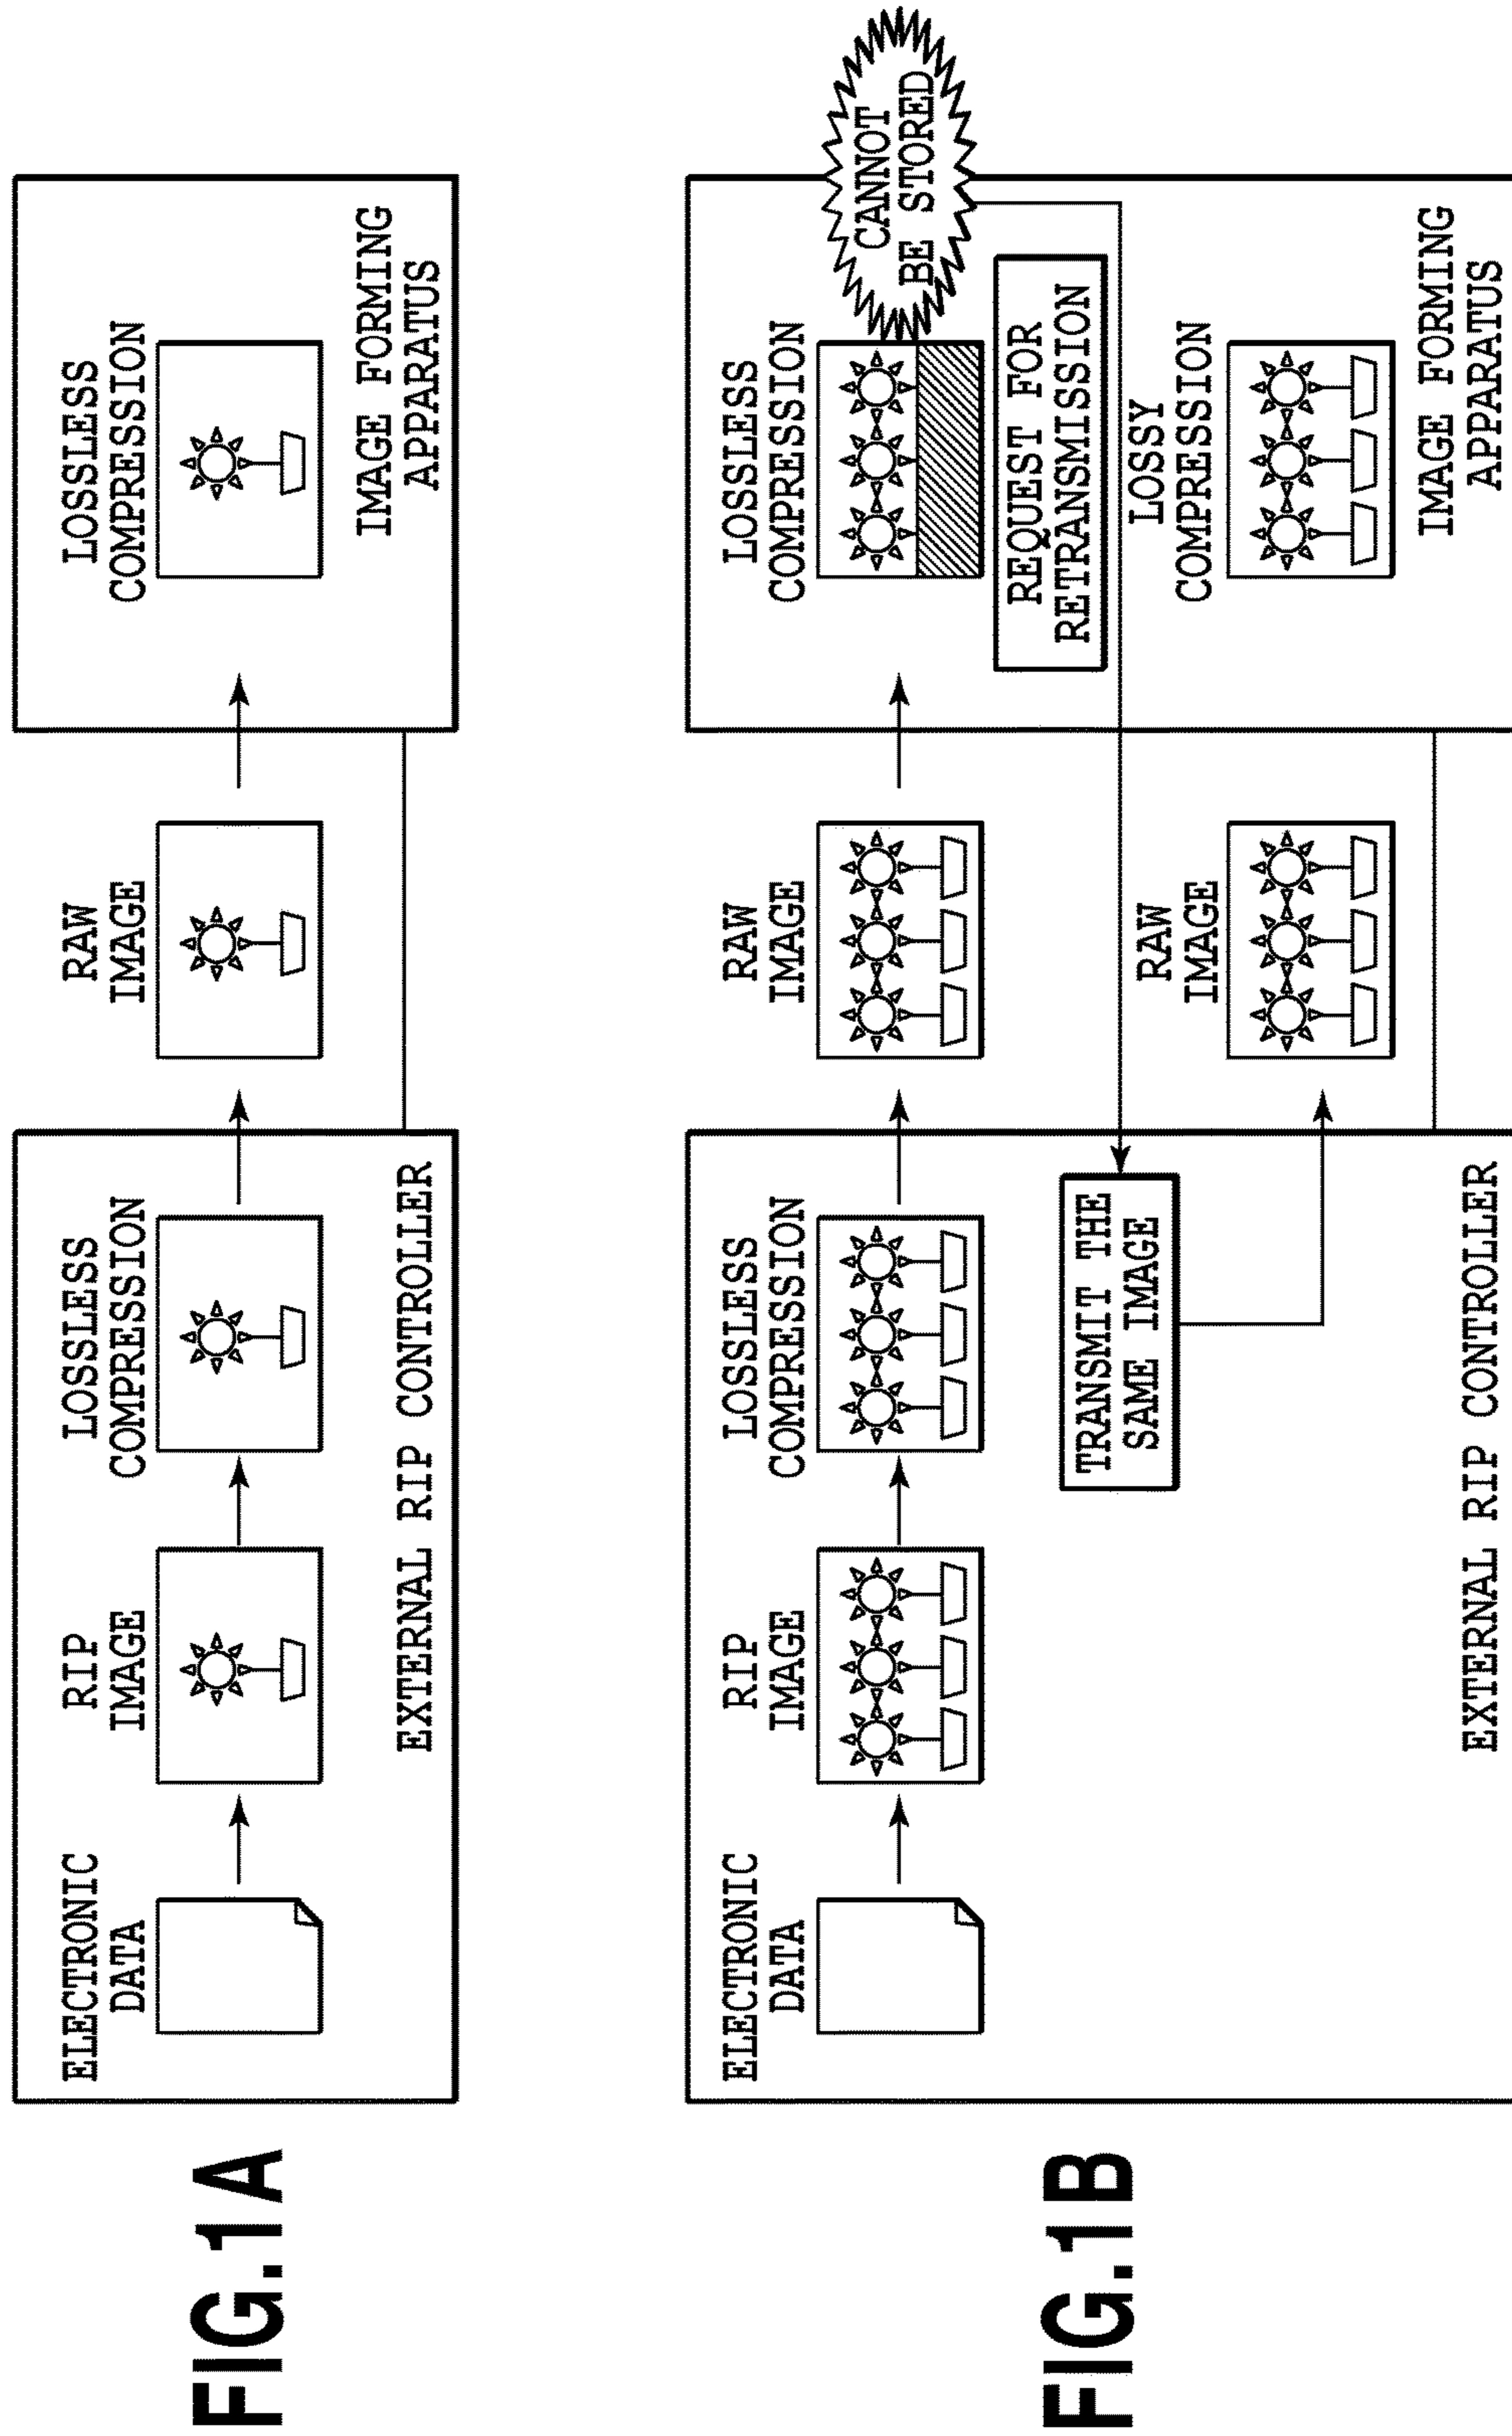 FIG.1A
ELECTRONIC
DATA
RIP
IMAGE
LOSSLESS
COMPRESSION
EXTERNAL RIP CONTROLLER
RAW
IMAGE
LOSSLESS
COMPRESSION
IMAGE FORMING
APPARATUS
FIG.1B
ELECTRONIC
DATA
RIP
IMAGE
LOSSLESS
COMPRESSION
TRANSMIT THE
SAME IMAGE
EXTERNAL RIP CONTROLLER
RAW
IMAGE
RAW
IMAGE
LOSSLESS
COMPRESSION
CANNOT
BE STORED
REQUEST FOR
RETRANSMISSION
LOSSY
COMPRESSION
IMAGE FORMING
APPARATUS